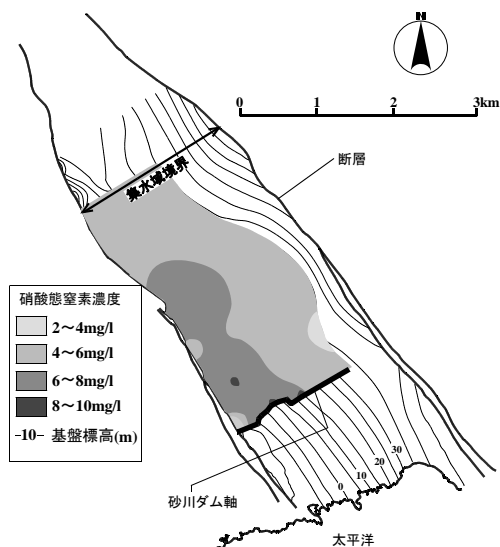 N
0 1 2 3km
断層
集水域境界
硝酸態窒素濃度
2～4mg/l
4～6mg/l
6～8mg/l
8～10mg/l
-10- 基盤標高(m)
30
20
10
0
砂川ダム軸
太平洋